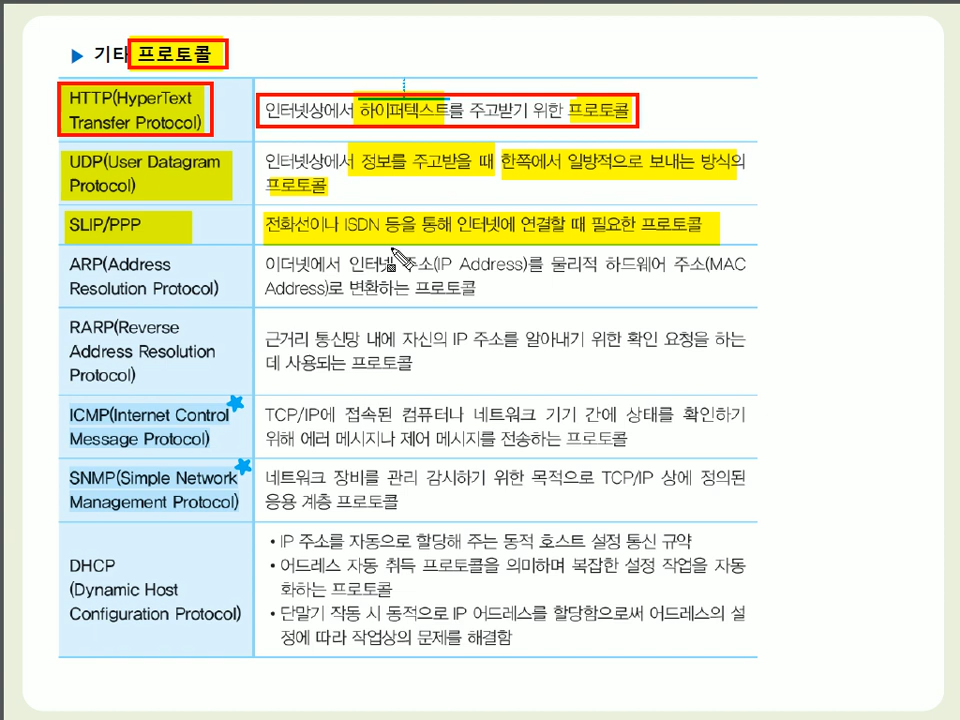 ▶ 기타 프로토콜
HTTP(HyperText
Transfer Protocol)
인터넷상에서 하이퍼텍스트를 주고받기 위한 프로토콜
UDP(User Datagram
Protocol)
인터넷상에서 정보를 주고받을 때 한쪽에서 일방적으로 보내는 방식의
프로토콜
SLIP/PPP
전화선이나 ISDN 등을 통해 인터넷에 연결할 때 필요한 프로토콜
ARP(Address
Resolution Protocol)
이더넷에서 인터넷 주소(IP Address)를 물리적 하드웨어 주소(MAC
Address)로 변환하는 프로토콜
RARP(Reverse
Address Resolution
Protocol)
근거리 통신망 내에 자신의 IP 주소를 알아내기 위한 확인 요청을 하는
데 사용되는 프로토콜
ICMP(Internet Control
Message Protocol)
TCP/IP에 접속된 컴퓨터나 네트워크 기기 간에 상태를 확인하기
위해 에러 메시지나 제어 메시지를 전송하는 프로토콜
SNMP(Simple Network
Management Protocol)
네트워크 장비를 관리 감시하기 위한 목적으로 TCP/IP 상에 정의된
응용 계층 프로토콜
DHCP
(Dynamic Host
Configuration Protocol)
• IP 주소를 자동으로 할당해 주는 동적 호스트 설정 통신 규약
• 어드레스 자동 취득 프로토콜을 의미하며 복잡한 설정 작업을 자동
화하는 프로토콜
• 단말기 작동 시 동적으로 IP 어드레스를 할당함으로써 어드레스의 설
정에 따라 작업상의 문제를 해결함